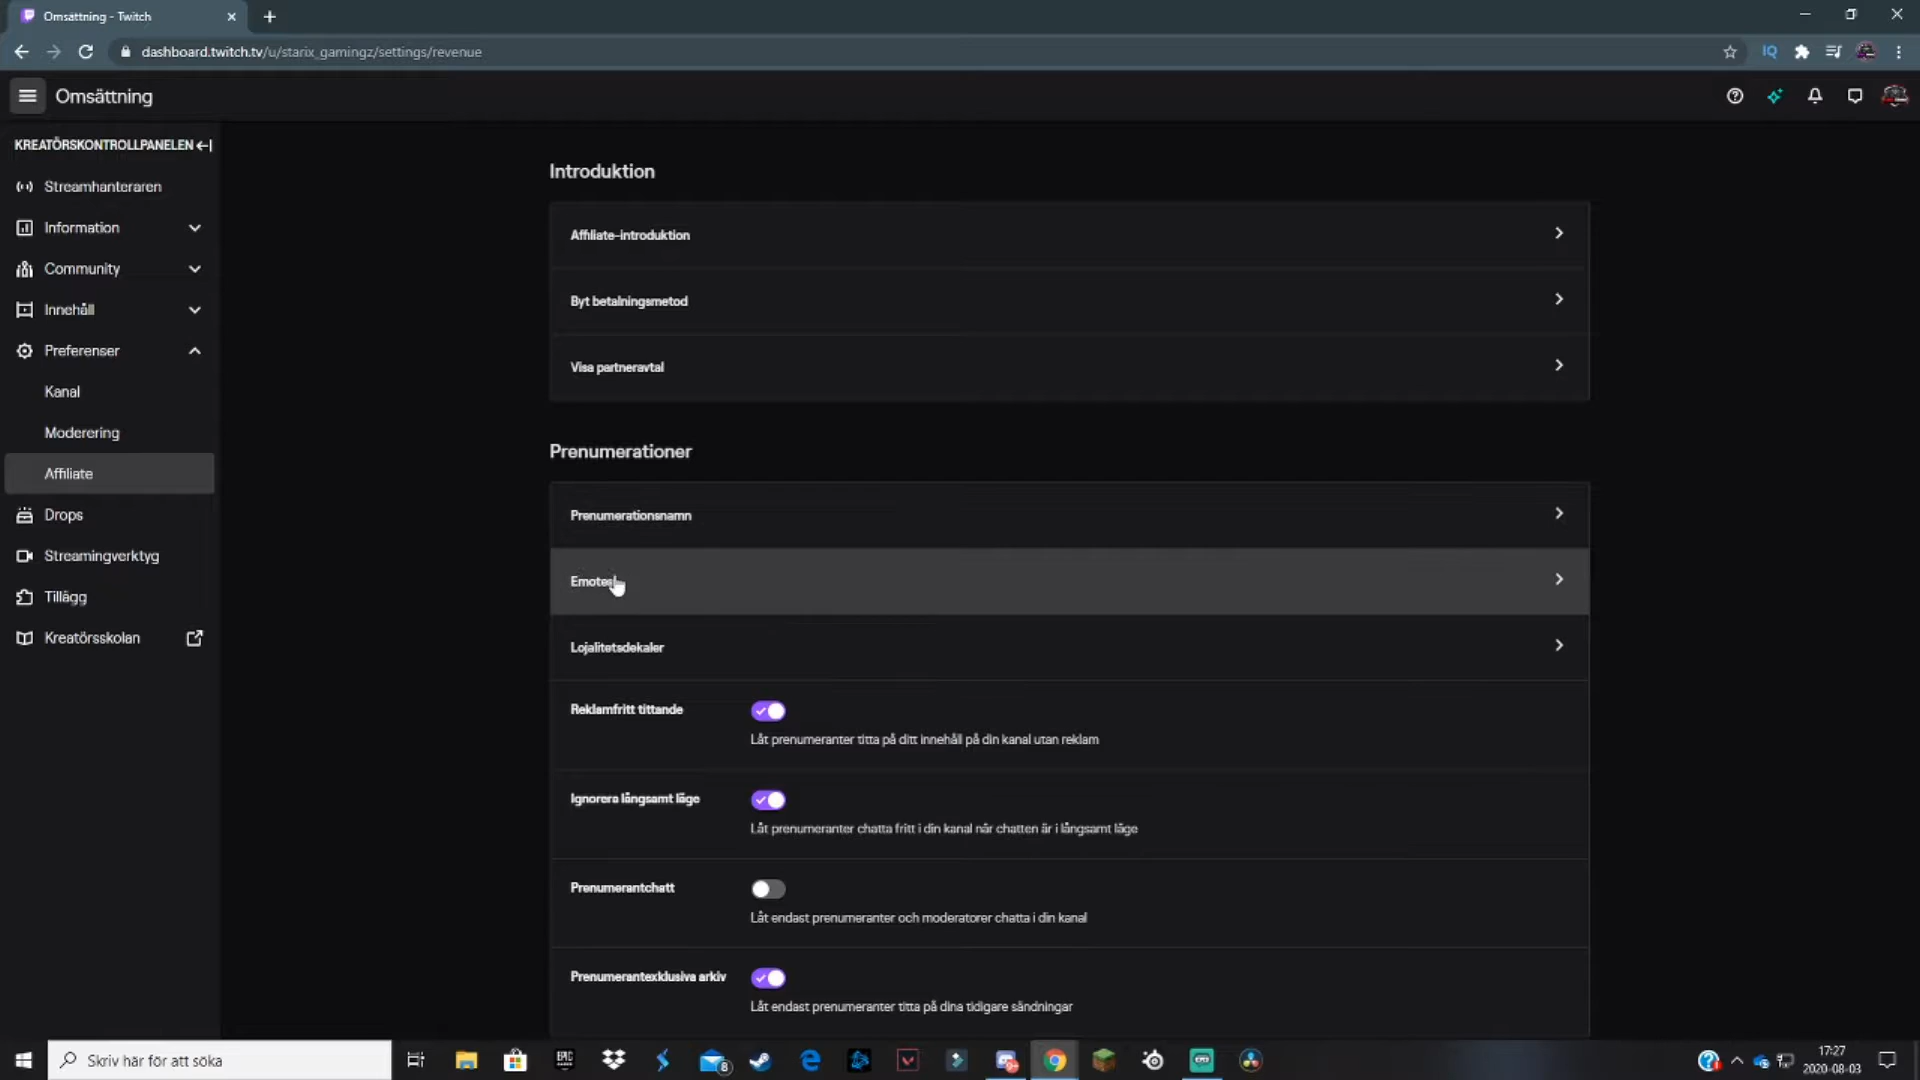 Omsättning - Twitch
dashboard.twitch.tv/u/starix_gamingz/settings/revenue
IQ
Omsättning
KREATÖRSKONTROLLPANELEN
Streamhanteraren
Information
Community
Innehåll
Preferenser
Kanal
Moderering
Affiliate
Drops
Streamingverktyg
Tillägg
Kreatörsskolan
Introduktion
Affiliate-introduktion
Byt betalningsmetod
Visa partneravtal
Prenumerationer
Prenumerationsnamn
Emotes
Lojalitetsdekaler
Reklamfritt tittande
Låt prenumeranter titta på ditt innehåll på din kanal utan reklam
Ignorera långsamt läge
Låt prenumeranter chatta fritt i din kanal när chatten är i långsamt läge
Prenumerantchatt
Låt endast prenumeranter och moderatorer chatta i din kanal
Prenumerantexklusiva arkiv
Låt endast prenumeranter titta på dina tidigare sändningar
Skriv här för att söka
EPIC
8
17:27
2020-08-03